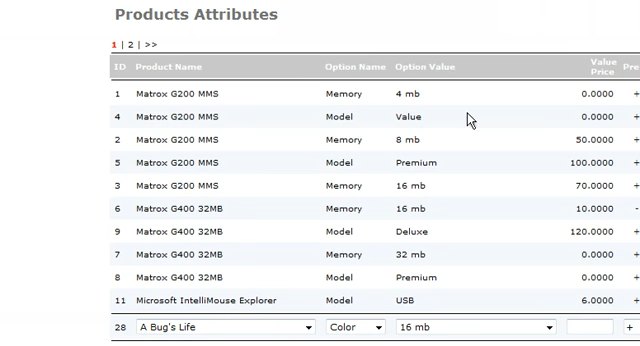 Products Attributes
1 | 2 | >>
ID Product Name Option Name Option Value Value Price Pre
1 Matrox G200 MMS Memory 4 mb 0.0000 +
4 Matrox G200 MMS Model Value 0.0000 +
2 Matrox G200 MMS Memory 8 mb 50.0000 +
5 Matrox G200 MMS Model Premium 100.0000 +
3 Matrox G200 MMS Memory 16 mb 70.0000 +
6 Matrox G400 32MB Memory 16 mb 10.0000 -
9 Matrox G400 32MB Model Deluxe 120.0000 +
7 Matrox G400 32MB Memory 32 mb 0.0000 +
8 Matrox G400 32MB Model Premium 0.0000 +
11 Microsoft IntelliMouse Explorer Model USB 6.0000 +
28 A Bug's Life Color 16 mb +